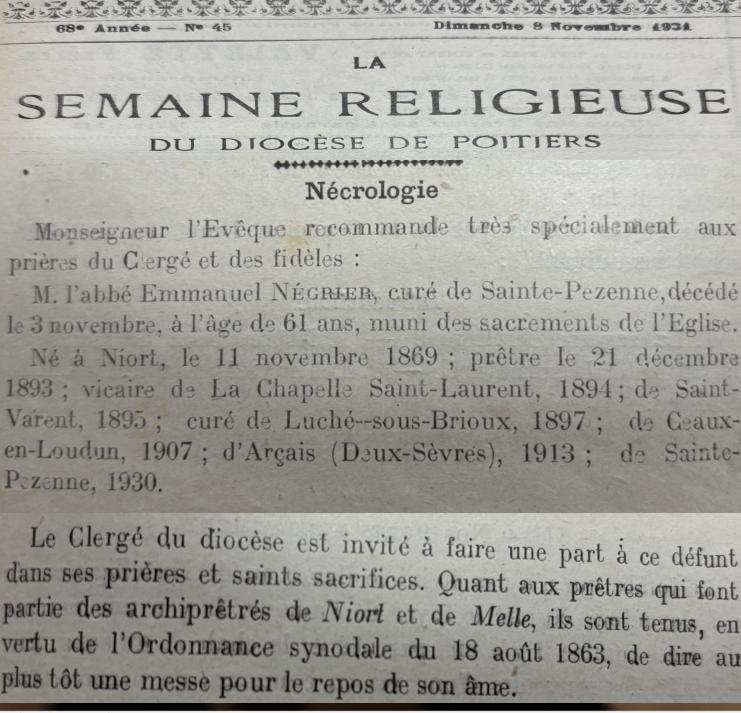 68e Année — No 45 Dimanche 8 Novembre 1931
LA
SEMAINE RELIGIEUSE
DU DIOCÈSE DE POITIERS
Nécrologie
Monseigneur l'Evêque recommande très spécialement aux
prières du Clergé et des fidèles :
M. l'abbé Emmanuel NÉGRIER, curé de Sainte-Pezenne, décédé
le 3 novembre, à l'âge de 61 ans, muni des sacrements de l'Eglise.
Né à Niort, le 11 novembre 1869 ; prêtre le 21 décembre
1893 ; vicaire de La Chapelle Saint-Laurent, 1894 ; de Saint-
Varent, 1895 ; curé de Luché--sous-Brioux, 1897 ; de Ceaux-
en-Loudun, 1907 ; d'Arçais (Deux-Sèvres), 1913 ; de Sainte-
Pezenne, 1930.
Le Clergé du diocèse est invité à faire une part à ce défunt
dans ses prières et saints sacrifices. Quant aux prêtres qui font
partie des archiprêtrés de Niort et de Melle, ils sont tenus, en
vertu de l'Ordonnance synodale du 18 août 1863, de dire au
plus tôt une messe pour le repos de son âme.